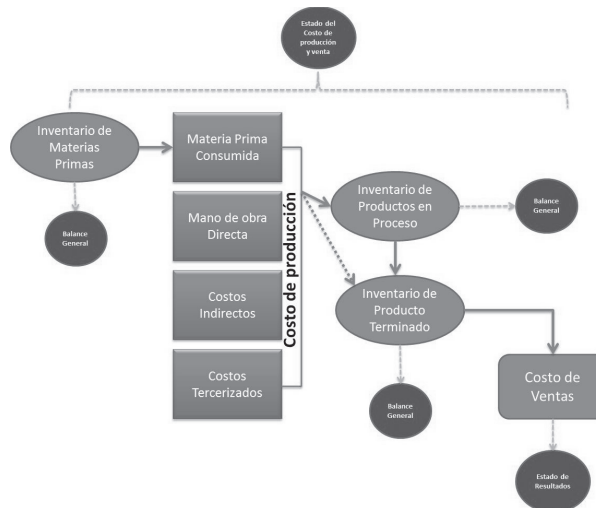 Estado del
Costo de
producción
y venta
Inventario de
Materias
Primas
Materia Prima
Consumida
Mano de obra
Directa
Costos
Indirectos
Costos
Tercerizados
Costo de producción
Inventario de
Productos en
Proceso
Balance
General
Balance
General
Inventario de
Producto
Terminado
Balance
General
Costo de
Ventas
Estado de
Resultados